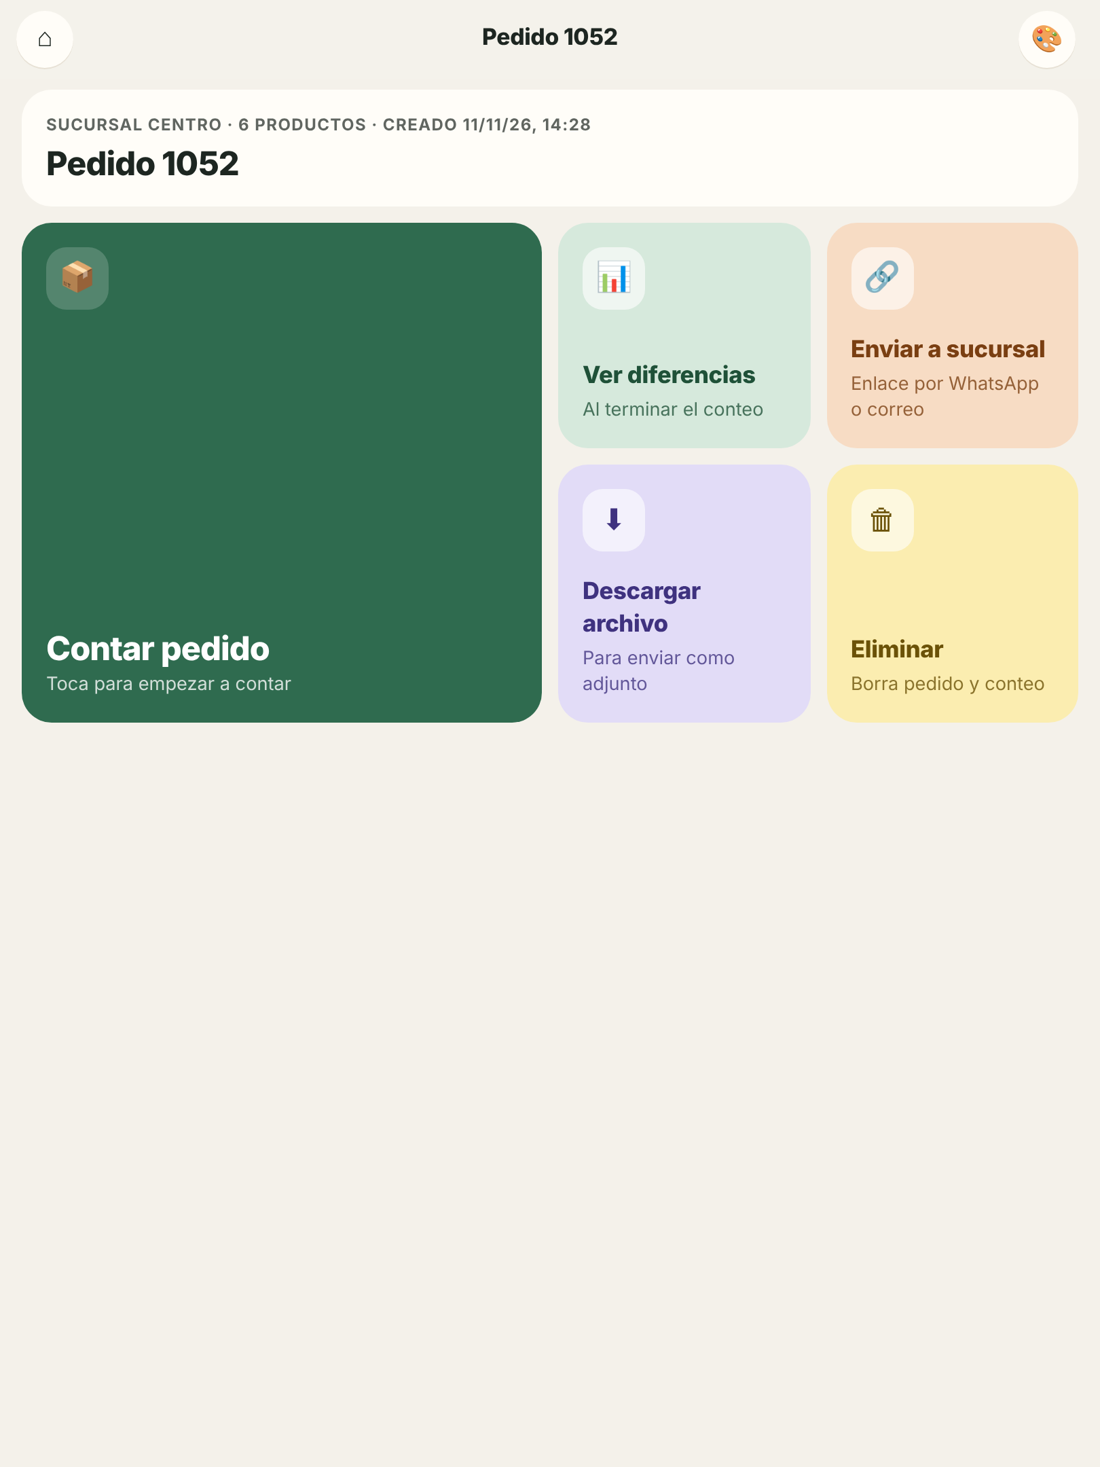 Pedido 1052
SUCURSAL CENTRO · 6 PRODUCTOS · CREADO 11/11/26, 14:28
Pedido 1052
Contar pedido
Toca para empezar a contar
Ver diferencias
Al terminar el conteo
Enviar a sucursal
Enlace por WhatsApp
o correo
Descargar
archivo
Para enviar como
adjunto
Eliminar
Borra pedido y conteo